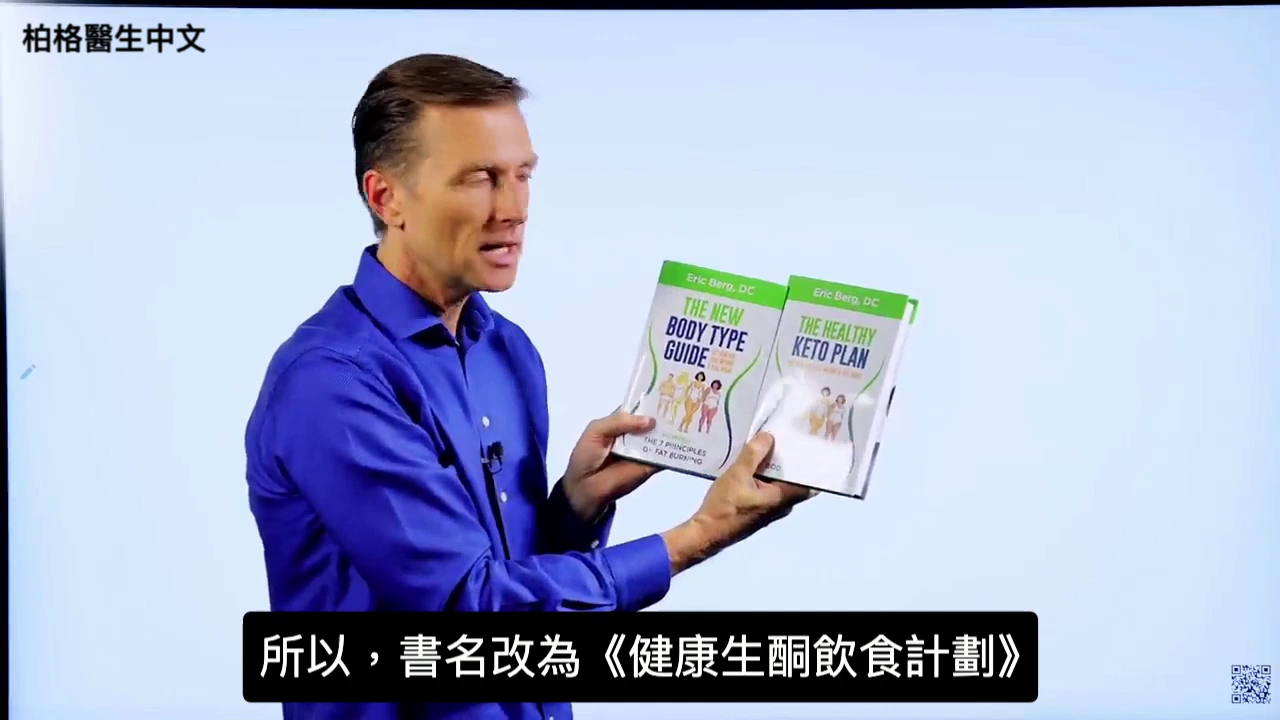 柏格醫生中文
Eric Berg, DC
THE NEW
BODY TYPE
GUIDE
THE 7 PRINCIPLES
OF FAT BURNING
Eric Berg, DC
THE HEALTHY
KETO PLAN
所以，書名改為《健康生酮飲食計劃》